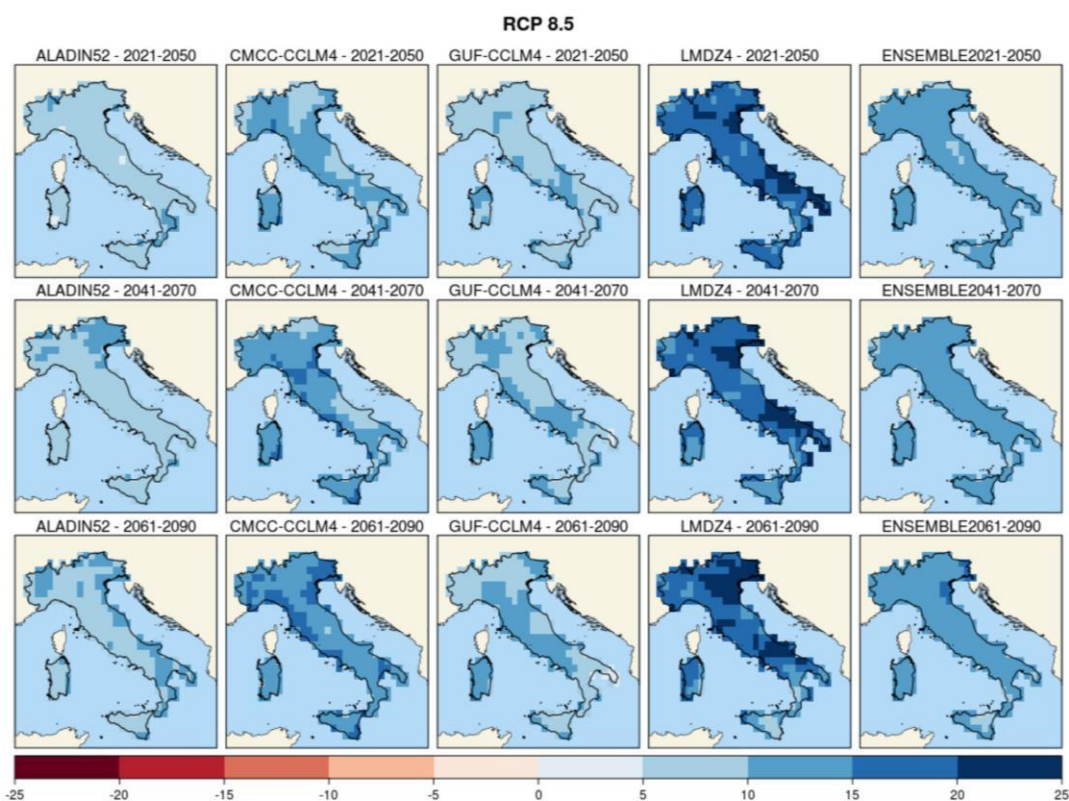 RCP 8.5
ALADIN52 - 2021-2050 CMCC-CCLM4 - 2021-2050 GUF-CCLM4 - 2021-2050 LMDZ4 - 2021-2050 ENSEMBLE2021-2050
ALADIN52 - 2041-2070 CMCC-CCLM4 - 2041-2070 GUF-CCLM4 - 2041-2070 LMDZ4 - 2041-2070 ENSEMBLE2041-2070
ALADIN52 - 2061-2090 CMCC-CCLM4 - 2061-2090 GUF-CCLM4 - 2061-2090 LMDZ4 - 2061-2090 ENSEMBLE2061-2090
-25 -20 -15 -10 -5 0 5 10 15 20 25